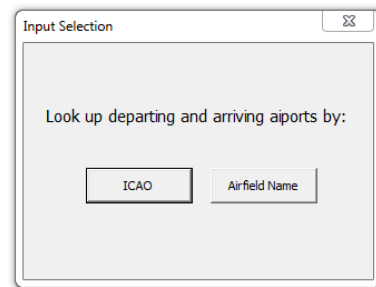 Input Selection
Look up departing and arriving aiports by:
ICAO
Airfield Name